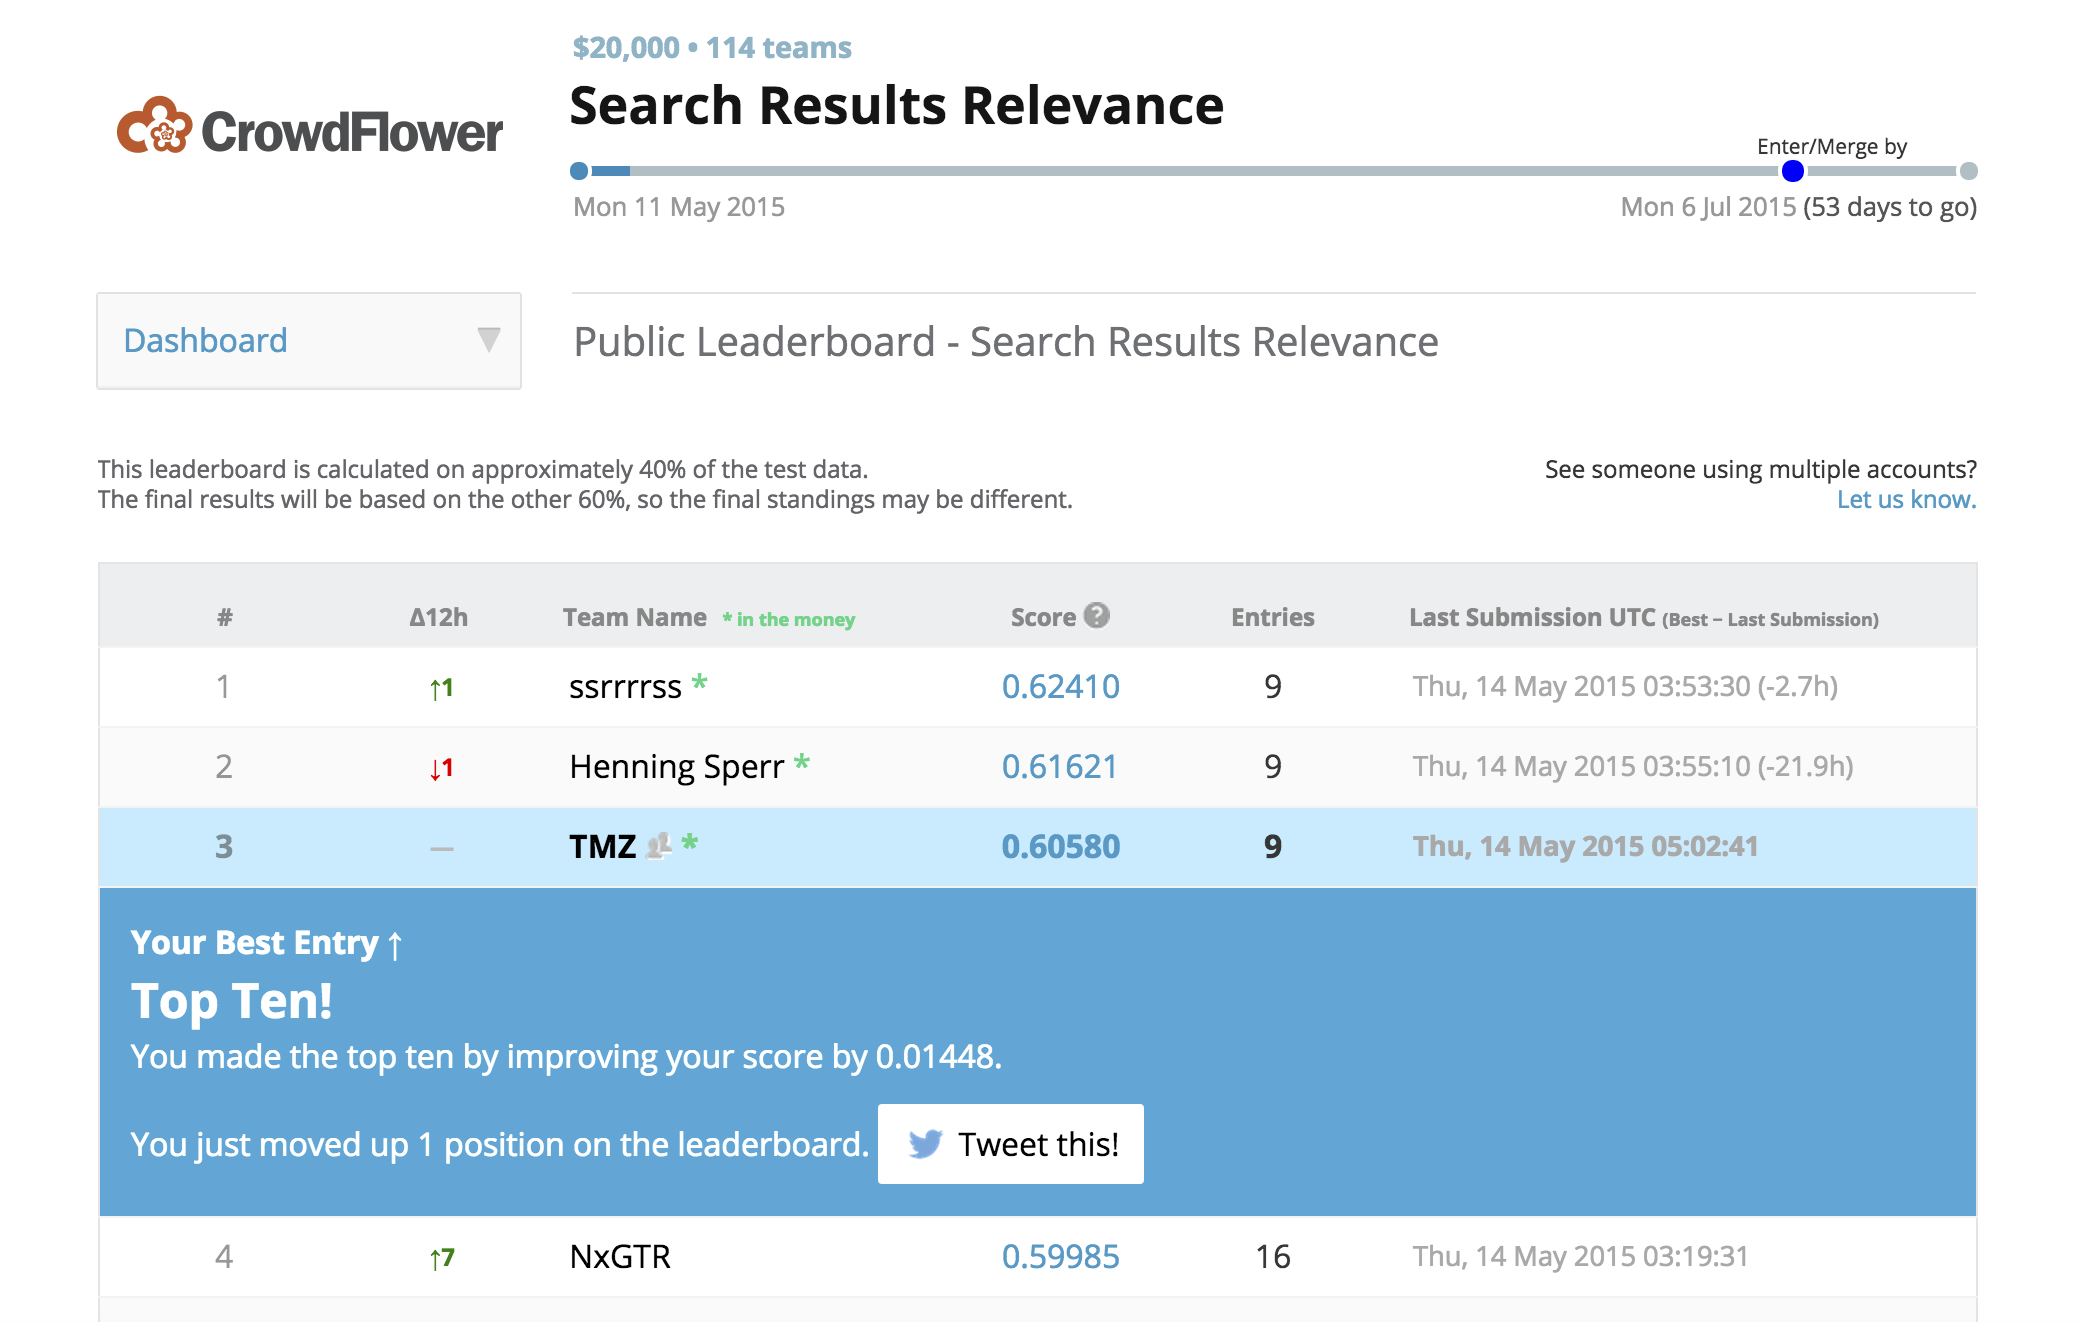 $20,000 • 114 teams
Search Results Relevance
CrowdFlower
Enter/Merge by
Mon 11 May 2015
Mon 6 Jul 2015 (53 days to go)
Dashboard
Public Leaderboard - Search Results Relevance
This leaderboard is calculated on approximately 40% of the test data.
The final results will be based on the other 60%, so the final standings may be different.
See someone using multiple accounts?
Let us know.
# Δ12h Team Name * in the money Score ? Entries Last Submission UTC (Best – Last Submission)
1 ↑1 ssrrrrss * 0.62410 9 Thu, 14 May 2015 03:53:30 (-2.7h)
2 ↓1 Henning Sperr * 0.61621 9 Thu, 14 May 2015 03:55:10 (-21.9h)
3 — TMZ * 0.60580 9 Thu, 14 May 2015 05:02:41
Your Best Entry ↑
Top Ten!
You made the top ten by improving your score by 0.01448.
You just moved up 1 position on the leaderboard. Tweet this!
4 ↑7 NxGTR 0.59985 16 Thu, 14 May 2015 03:19:31